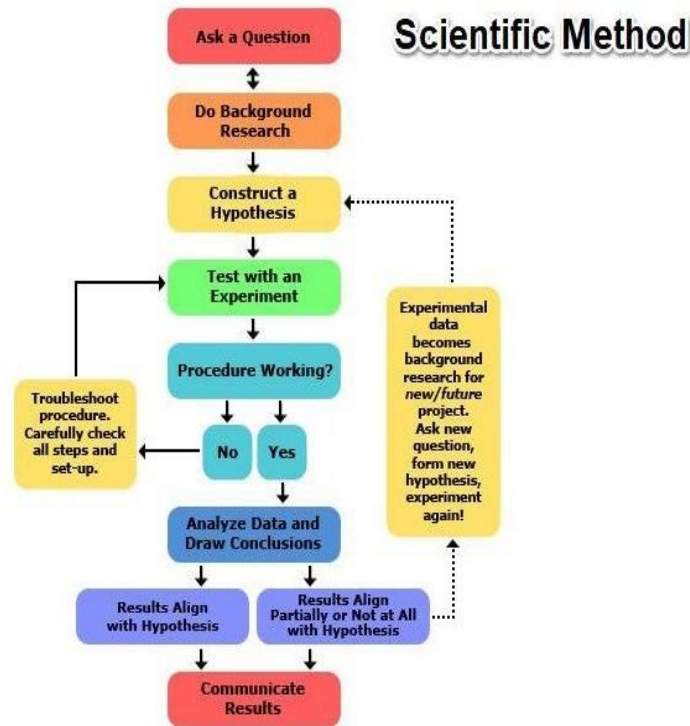 Scientific Method
Ask a Question
Do Background
Research
Construct a
Hypothesis
Test with an
Experiment
Procedure Working?
No
Yes
Troubleshoot
procedure.
Carefully check
all steps and
set-up.
Experimental
data
becomes
background
research for
new/future
project.
Ask new
question,
form new
hypothesis,
experiment
again!
Analyze Data and
Draw Conclusions
Results Align
with Hypothesis
Results Align
Partially or Not at All
with Hypothesis
Communicate
Results